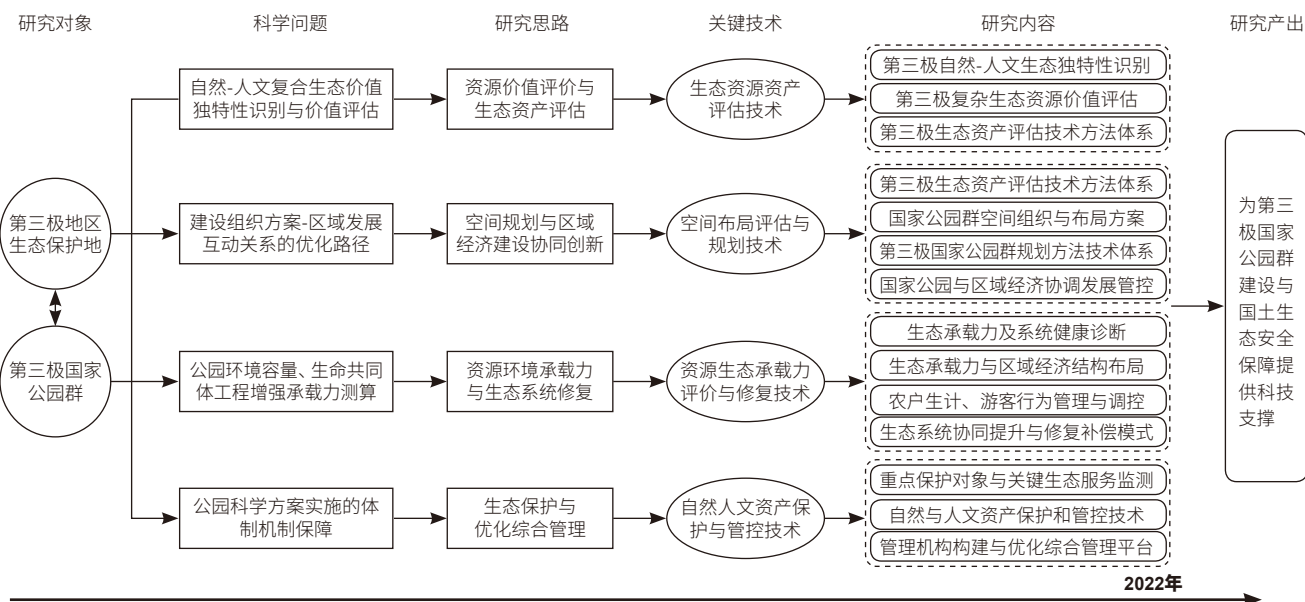 研究对象
科学问题
研究思路
关键技术
研究内容
研究产出
第三极地区
生态保护地
第三极国家
公园群
自然-人文复合生态价值
独特性识别与价值评估
资源价值评价与
生态资产评估
生态资源资产
评估技术
第三极自然-人文生态独特性识别
第三极复杂生态资源价值评估
第三极生态资产评估技术方法体系
建设组织方案-区域发展
互动关系的优化路径
空间规划与区域
经济建设协同创新
空间布局评估与
规划技术
第三极生态资产评估技术方法体系
国家公园群空间组织与布局方案
第三极国家公园群规划方法技术体系
国家公园与区域经济协调发展管控
公园环境容量、生命共同
体工程增强承载力测算
资源环境承载力
与生态系统修复
资源生态承载力
评价与修复技术
生态承载力及系统健康诊断
生态承载力与区域经济结构布局
农户生计、游客行为管理与调控
生态系统协同提升与修复补偿模式
公园科学方案实施的体
制机制保障
生态保护与
优化综合管理
自然人文资产保
护与管控技术
重点保护对象与关键生态服务监测
自然与人文资产保护和管控技术
管理机构构建与优化综合管理平台
为第三
极国家
公园群
建设与
国土生
态安全
保障提
供科技
支撑
2022年